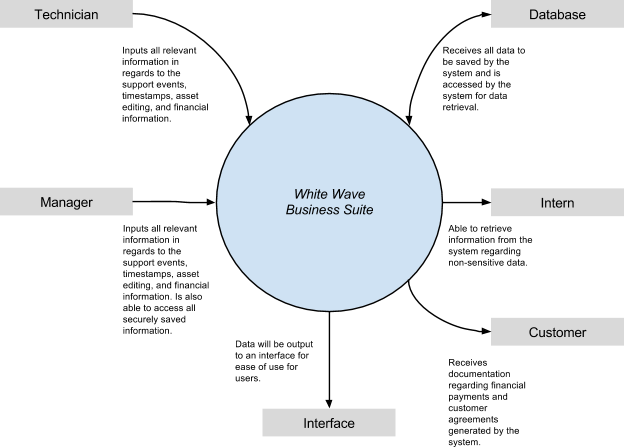 Technician
Database
Inputs all relevant
information in
regards to the
support events,
timestamps, asset
editing, and financial
information.
Receives all data to
be saved by the
system and is
accessed by the
system for data
retrieval.
White Wave
Business Suite
Manager
Intern
Inputs all relevant
information in
regards to the
support events,
timestamps, asset
editing, and financial
information. Is also
able to access all
securely saved
information.
Able to retrieve
information from the
system regarding
non-sensitive data.
Customer
Data will be output
to an interface for
ease of use for
users.
Receives
documentation
regarding financial
payments and
customer
agreements
generated by the
system.
Interface